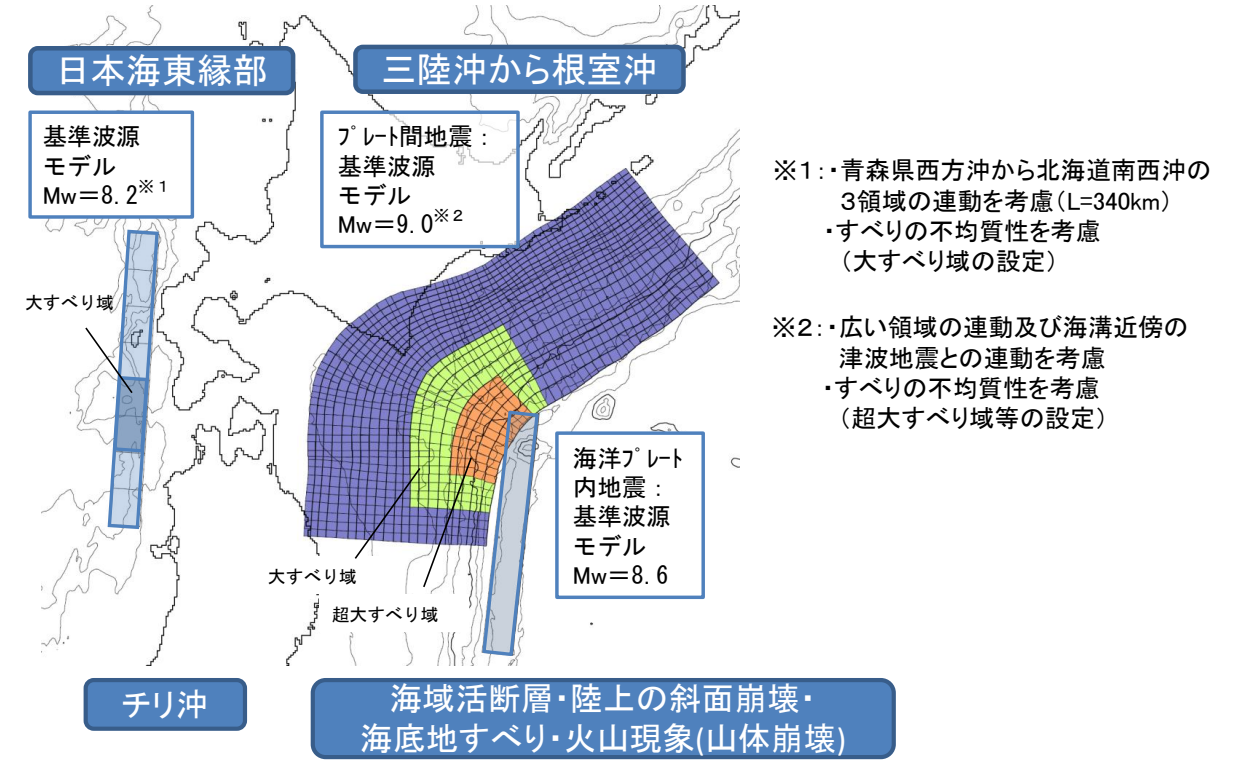 日本海東縁部
三陸沖から根室沖
基準波源
モデル
Mw＝8.2※１
プレート間地震：
基準波源
モデル
Mw＝9.0※２
※１：・青森県西方沖から北海道南西沖の
３領域の連動を考慮（L=340km）
・すべりの不均質性を考慮
（大すべり域の設定）
※２：・広い領域の連動及び海溝近傍の
津波地震との連動を考慮
・すべりの不均質性を考慮
（超大すべり域等の設定）
大すべり域
海洋プレート
内地震：
基準波源
モデル
Mw＝8.6
大すべり域
超大すべり域
チリ沖
海域活断層・陸上の斜面崩壊・
海底地すべり・火山現象(山体崩壊)